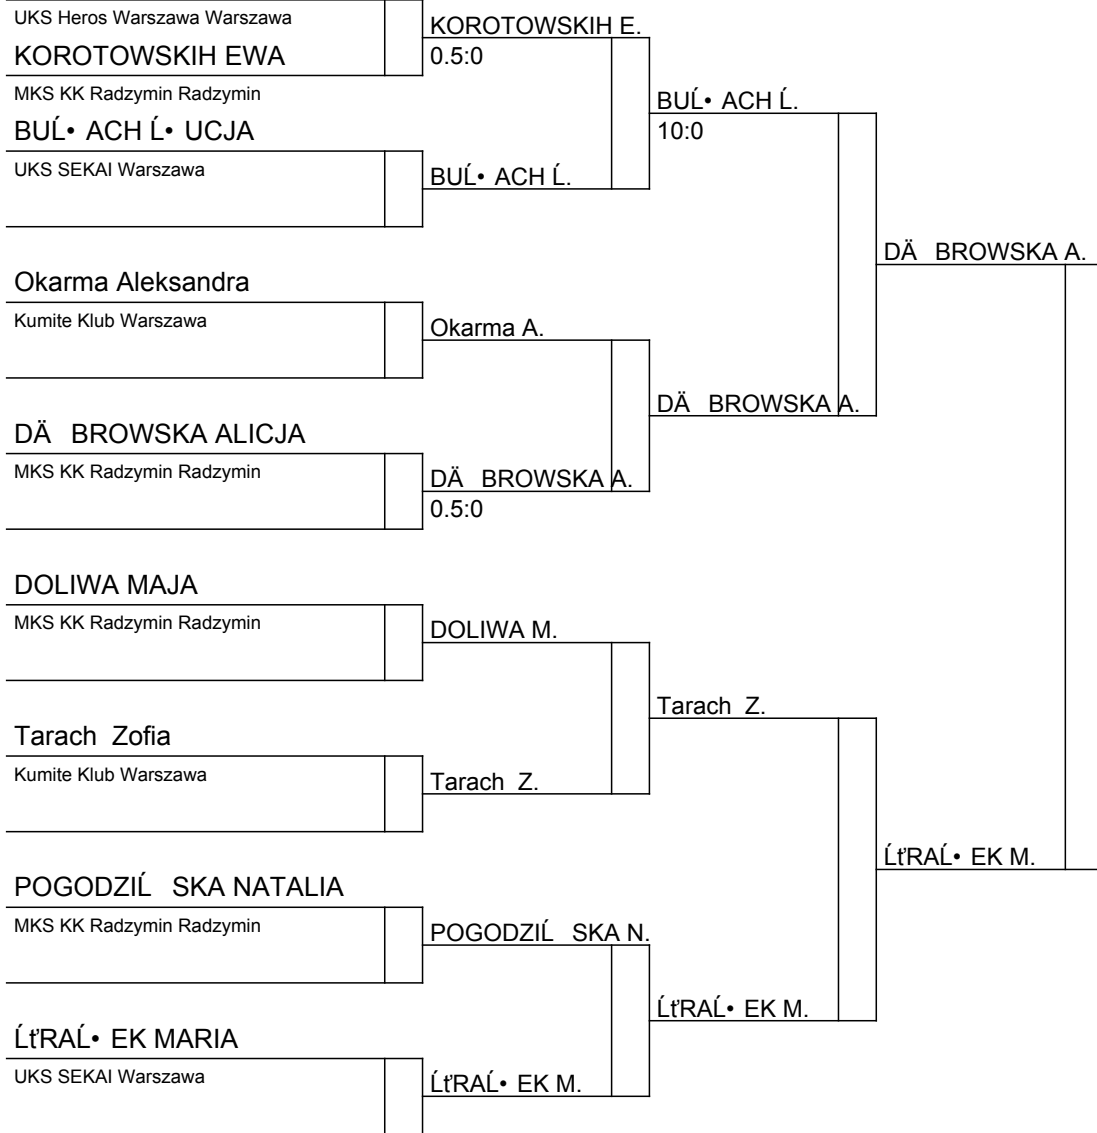 UKS Heros Warszawa Warszawa
KOROTOWSKIH EWA
MKS KK Radzymin Radzymin
BUĹ• ACH Ĺ• UCJA
UKS SEKAI Warszawa
Okarma Aleksandra
Kumite Klub Warszawa
DÄ BROWSKA ALICJA
MKS KK Radzymin Radzymin
DOLIWA MAJA
MKS KK Radzymin Radzymin
Tarach Zofia
Kumite Klub Warszawa
POGODZIĹ SKA NATALIA
MKS KK Radzymin Radzymin
ĹťRAĹ• EK MARIA
UKS SEKAI Warszawa
KOROTOWSKIH E.
0.5:0
BUĹ• ACH Ĺ.
Okarma A.
DÄ BROWSKA A.
0.5:0
DOLIWA M.
Tarach Z.
POGODZIĹ SKA N.
ĹťRAĹ• EK M.
BUĹ• ACH Ĺ.
10:0
DÄ BROWSKA A.
Tarach Z.
ĹťRAĹ• EK M.
DÄ BROWSKA A.
ĹťRAĹ• EK M.